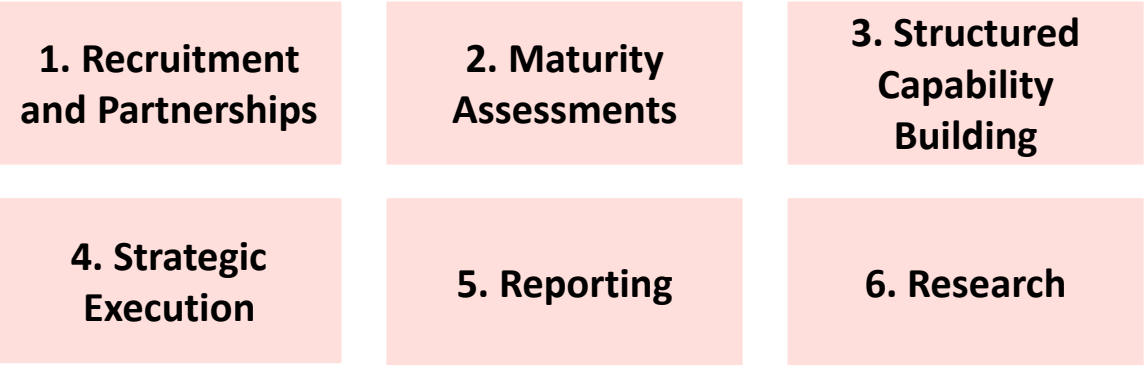 1. Recruitment
and Partnerships
2. Maturity
Assessments
3. Structured
Capability
Building
4. Strategic
Execution
5. Reporting
6. Research